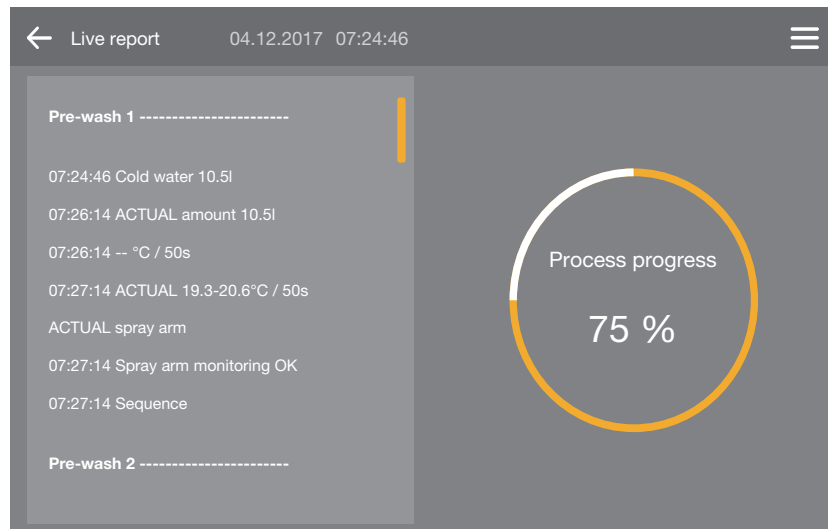 Live report 04.12.2017 07:24:46
Pre-wash 1 -----------------------
07:24:46 Cold water 10.5l
07:26:14 ACTUAL amount 10.5l
07:26:14 -- °C / 50s
07:27:14 ACTUAL 19.3-20.6°C / 50s
ACTUAL spray arm
07:27:14 Spray arm monitoring OK
07:27:14 Sequence
Pre-wash 2 -----------------------
Process progress
75 %